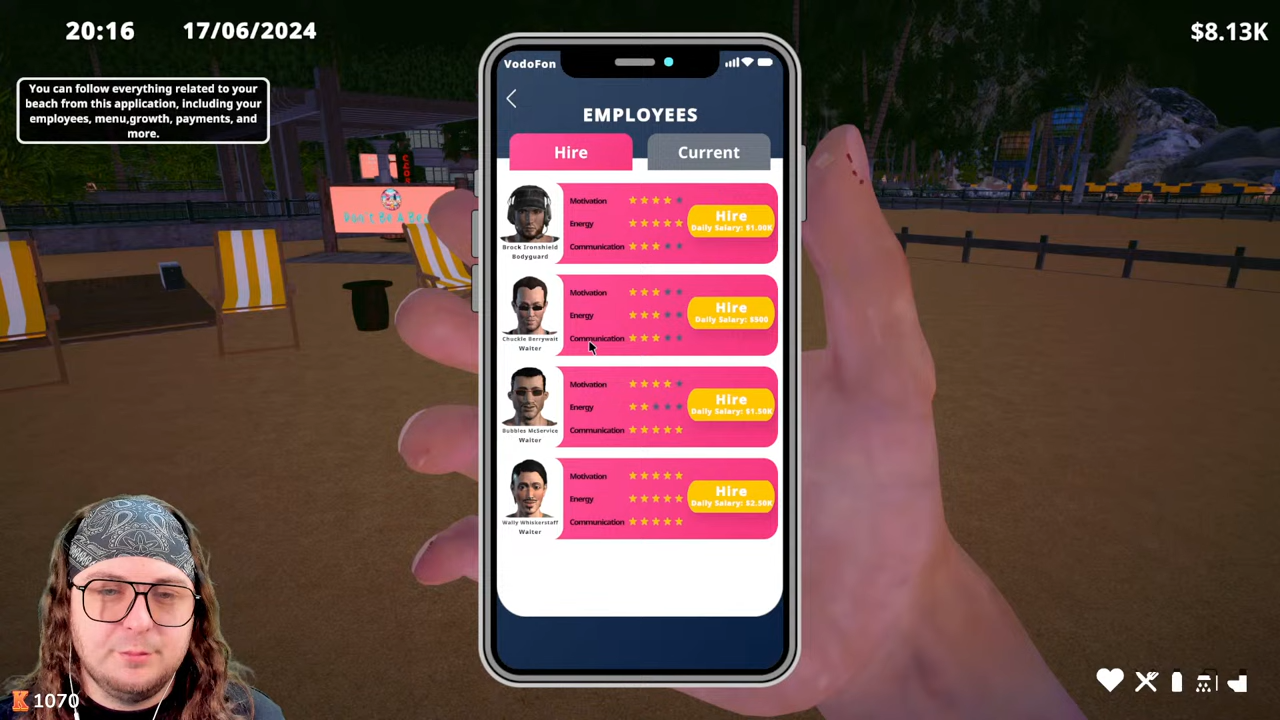 20:16
17/06/2024
$8.13K
You can follow everything related to your
beach from this application, including your
employees, menu,growth, payments, and
more.
VodoFon
EMPLOYEES
Hire
Current
Motivation
Energy
Communication
Brock Ironshield
Bodyguard
Hire
Daily Salary: $1.00K
Motivation
Energy
Communication
Chuckle Berrywait
Waiter
Hire
Daily Salary: $500
Motivation
Energy
Communication
Bubbles McService
Waiter
Hire
Daily Salary: $1.50K
Motivation
Energy
Communication
Wally Whiskerstaff
Waiter
Hire
Daily Salary: $2.50K
K 1070